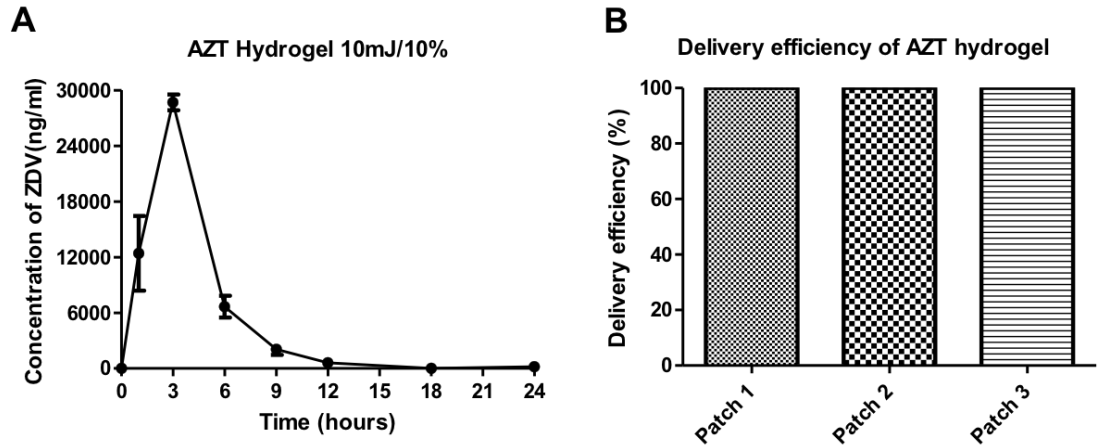 A
AZT Hydrogel 10mJ/10%
Concentration of ZDV(ng/ml)
30000
24000
18000
12000
6000
0
0 3 6 9 12 15 18 21 24
Time (hours)
B
Delivery efficiency of AZT hydrogel
Delivery efficiency (%)
100
80
60
40
20
0
Patch 1
Patch 2
Patch 3